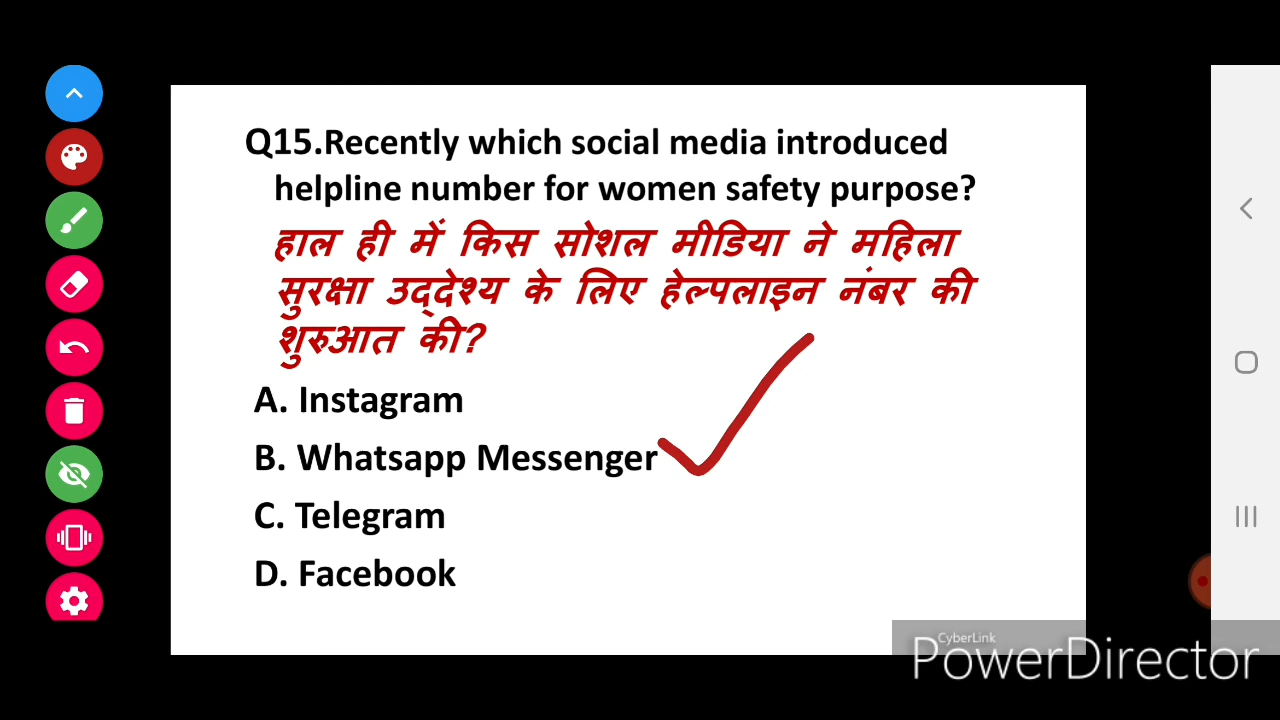 Q15.Recently which social media introduced
helpline number for women safety purpose?
हाल ही में किस सोशल मीडिया ने महिला
सुरक्षा उद्देश्य के लिए हेल्पलाइन नंबर की
शुरुआत की?
A. Instagram
B. Whatsapp Messenger
C. Telegram
D. Facebook
CyberLink
PowerDirector